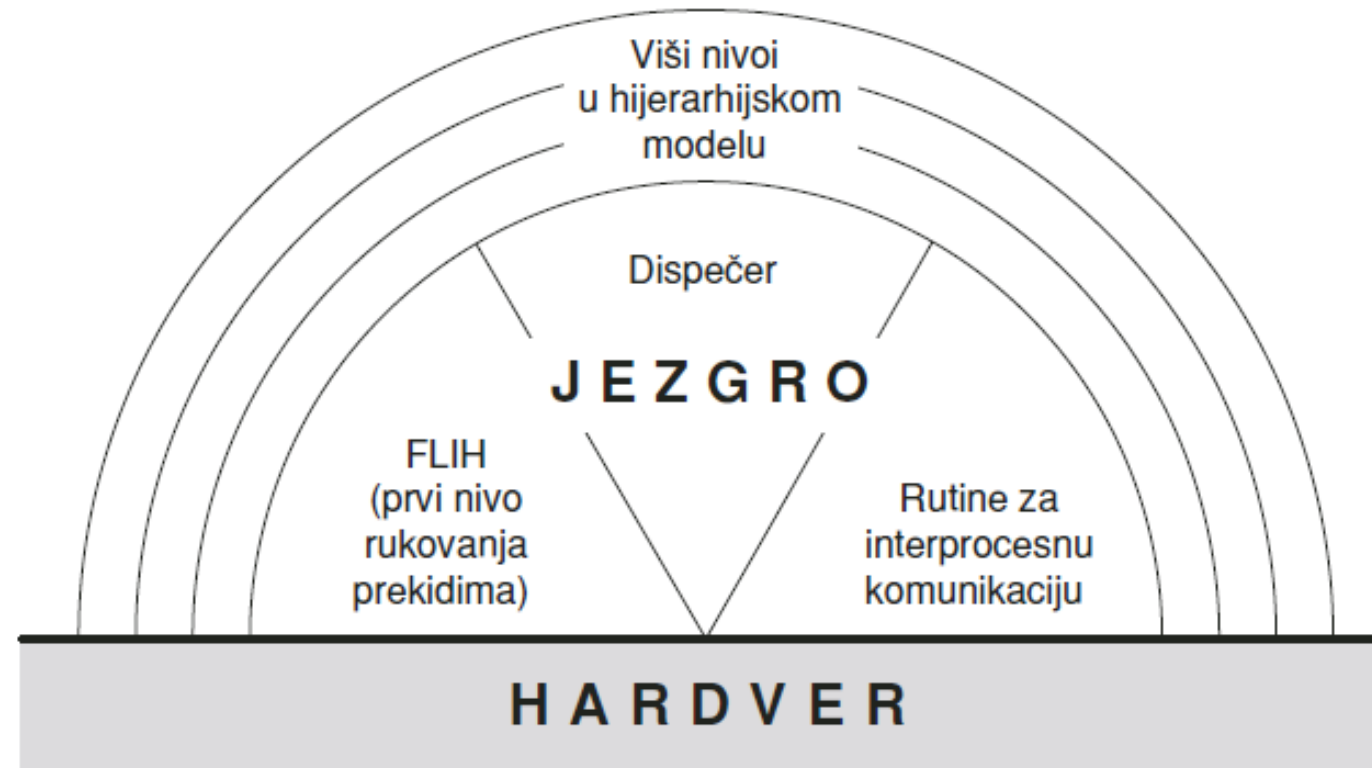 Viši nivoi
u hijerarhijskom
modelu
Dispečer
J E Z G R O
FLIH
(prvi nivo
rukovanja
prekidima)
Rutine za
interprocesnu
komunikaciju
H A R D V E R